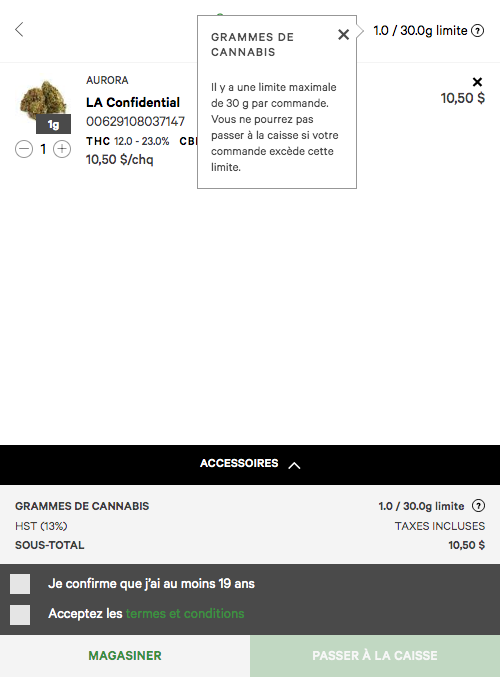 GRAMMES DE
CANNABIS
Il y a une limite maximale
de 30 g par commande.
Vous ne pourrez pas
passer à la caisse si votre
commande excède cette
limite.
1.0 / 30.0g limite ?
AURORA
LA Confidential
00629108037147
THC 12.0 - 23.0% CB
10,50 $/chq
1g
1
10,50 $
ACCESSOIRES
GRAMMES DE CANNABIS 1.0 / 30.0g limite ?
HST (13%) TAXES INCLUSES
SOUS-TOTAL 10,50 $
Je confirme que j'ai au moins 19 ans
Acceptez les termes et conditions
MAGASINER PASSER À LA CAISSE